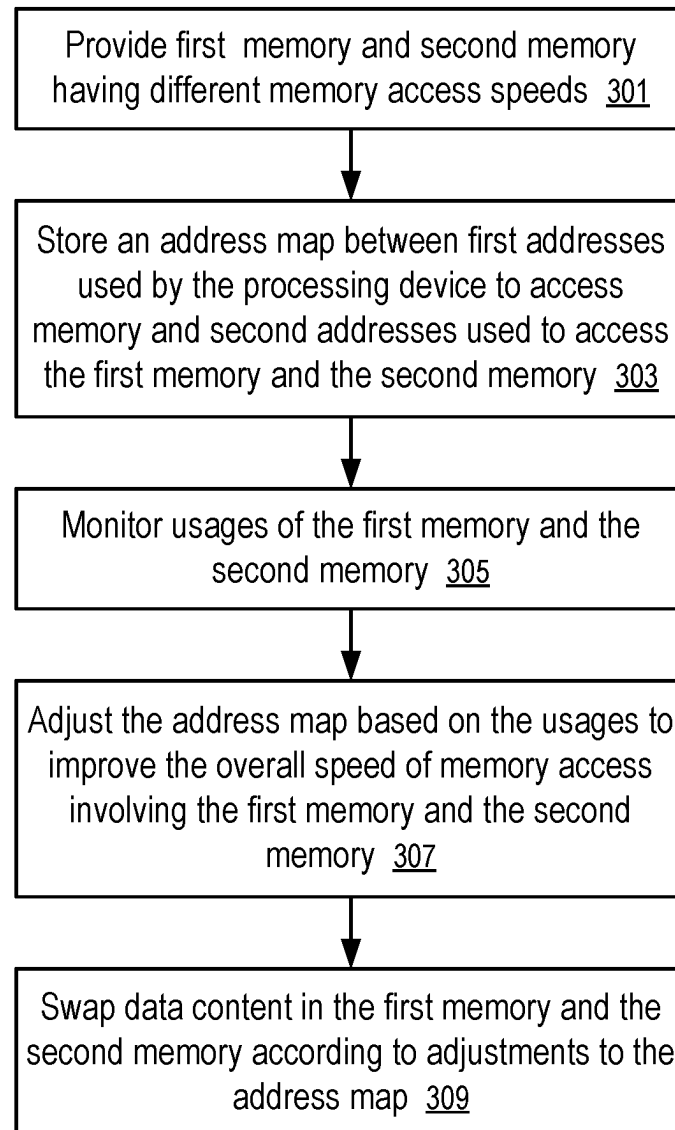 Provide first memory and second memory
having different memory access speeds 301
Store an address map between first addresses
used by the processing device to access
memory and second addresses used to access
the first memory and the second memory 303
Monitor usages of the first memory and the
second memory 305
Adjust the address map based on the usages to
improve the overall speed of memory access
involving the first memory and the second
memory 307
Swap data content in the first memory and the
second memory according to adjustments to the
address map 309